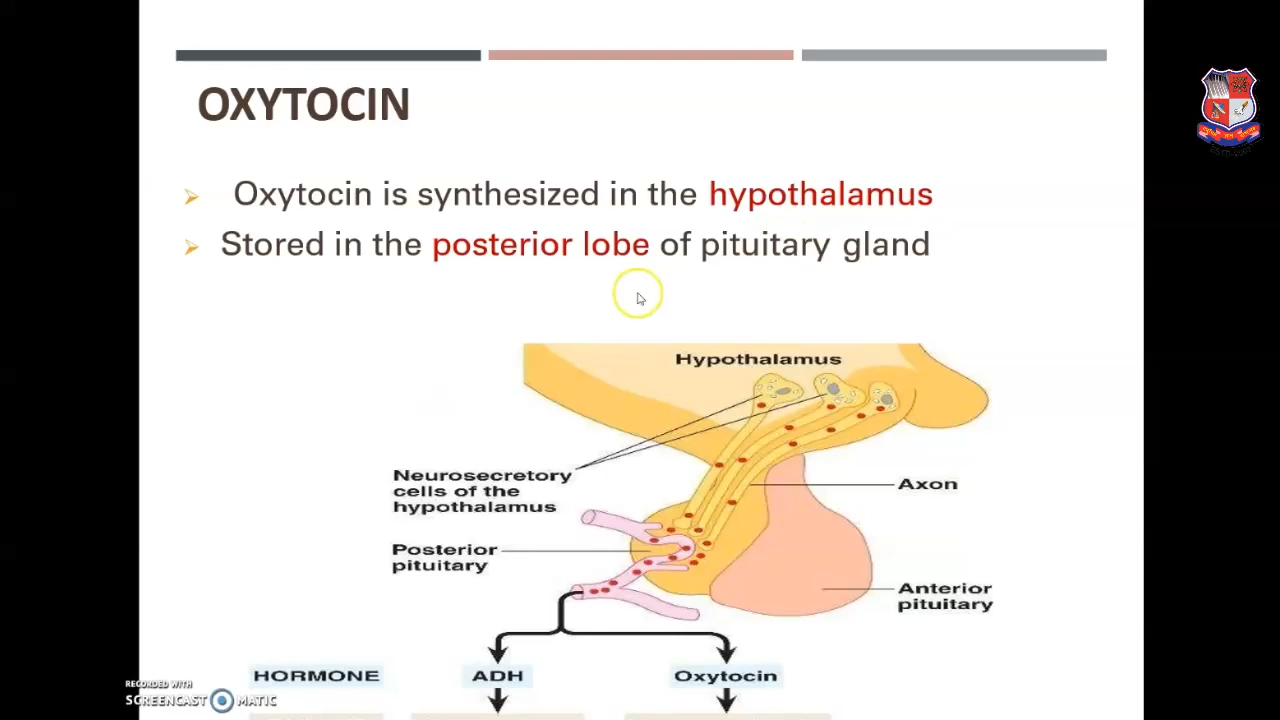 OXYTOCIN
Oxytocin is synthesized in the hypothalamus
Stored in the posterior lobe of pituitary gland
Hypothalamus
Neurosecretory
cells of the
hypothalamus
Axon
Posterior
pituitary
Anterior
pituitary
HORMONE
ADH
Oxytocin
RECORDED WITH
SCREENCAST MATIC